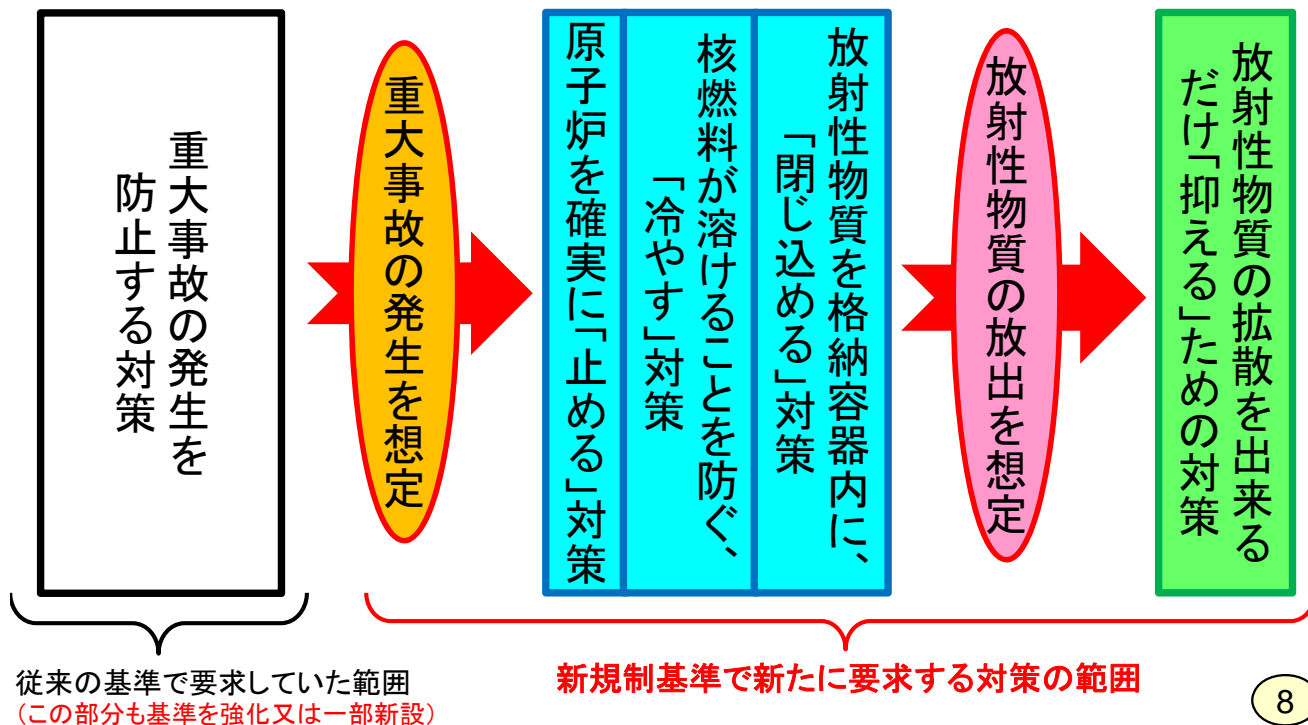 重大事故の発生を
防止する対策
重大事故の発生を想定
原子炉を確実に「止める」対策
核燃料が溶けることを防ぐ、
「冷やす」対策
放射性物質を格納容器内に、
「閉じ込める」対策
放射性物質の放出を想定
放射性物質の拡散を出来る
だけ「抑える」ための対策
従来の基準で要求していた範囲
(この部分も基準を強化又は一部新設)
新規制基準で新たに要求する対策の範囲
8